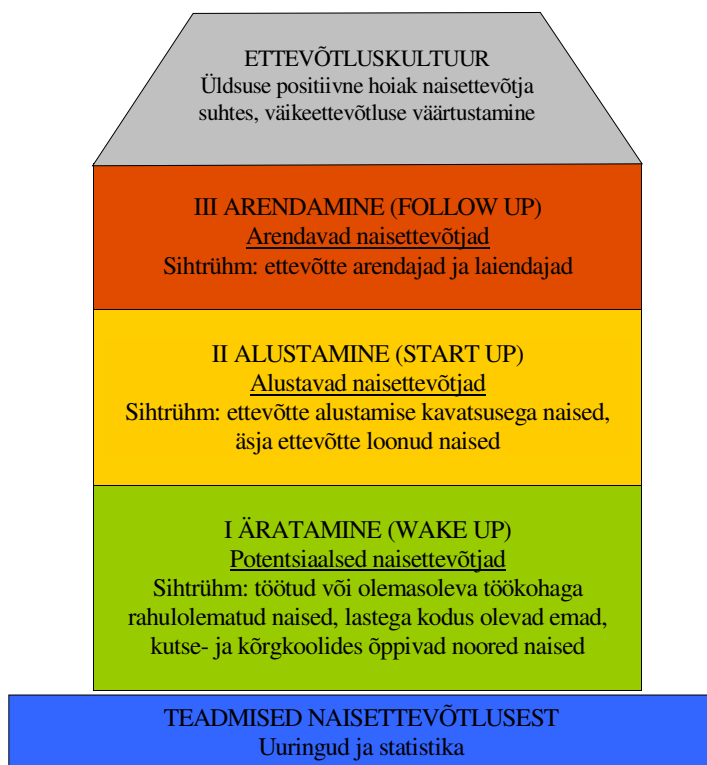 ETTEVÕTLUSKULTUUR
Üldsuse positiivne hoiak naisettevõtja
suhtes, väikeettevõtluse väärtustamine
III ARENDAMINE (FOLLOW UP)
Arendavad naisettevõtjad
Sihtrühm: ettevõtte arendajad ja laiendajad
II ALUSTAMINE (START UP)
Alustavad naisettevõtjad
Sihtrühm: ettevõtte alustamise kavatsusega naised,
äsja ettevõtte loonud naised
I ÄRATAMINE (WAKE UP)
Potentsiaalsed naisettevõtjad
Sihtrühm: töötud või olemasoleva töökohaga
rahulolematud naised, lastega kodus olevad emad,
kutse- ja kõrgkoolides õppivad noored naised
TEADMISED NAISETTEVÕTLUSEST
Uuringud ja statistika